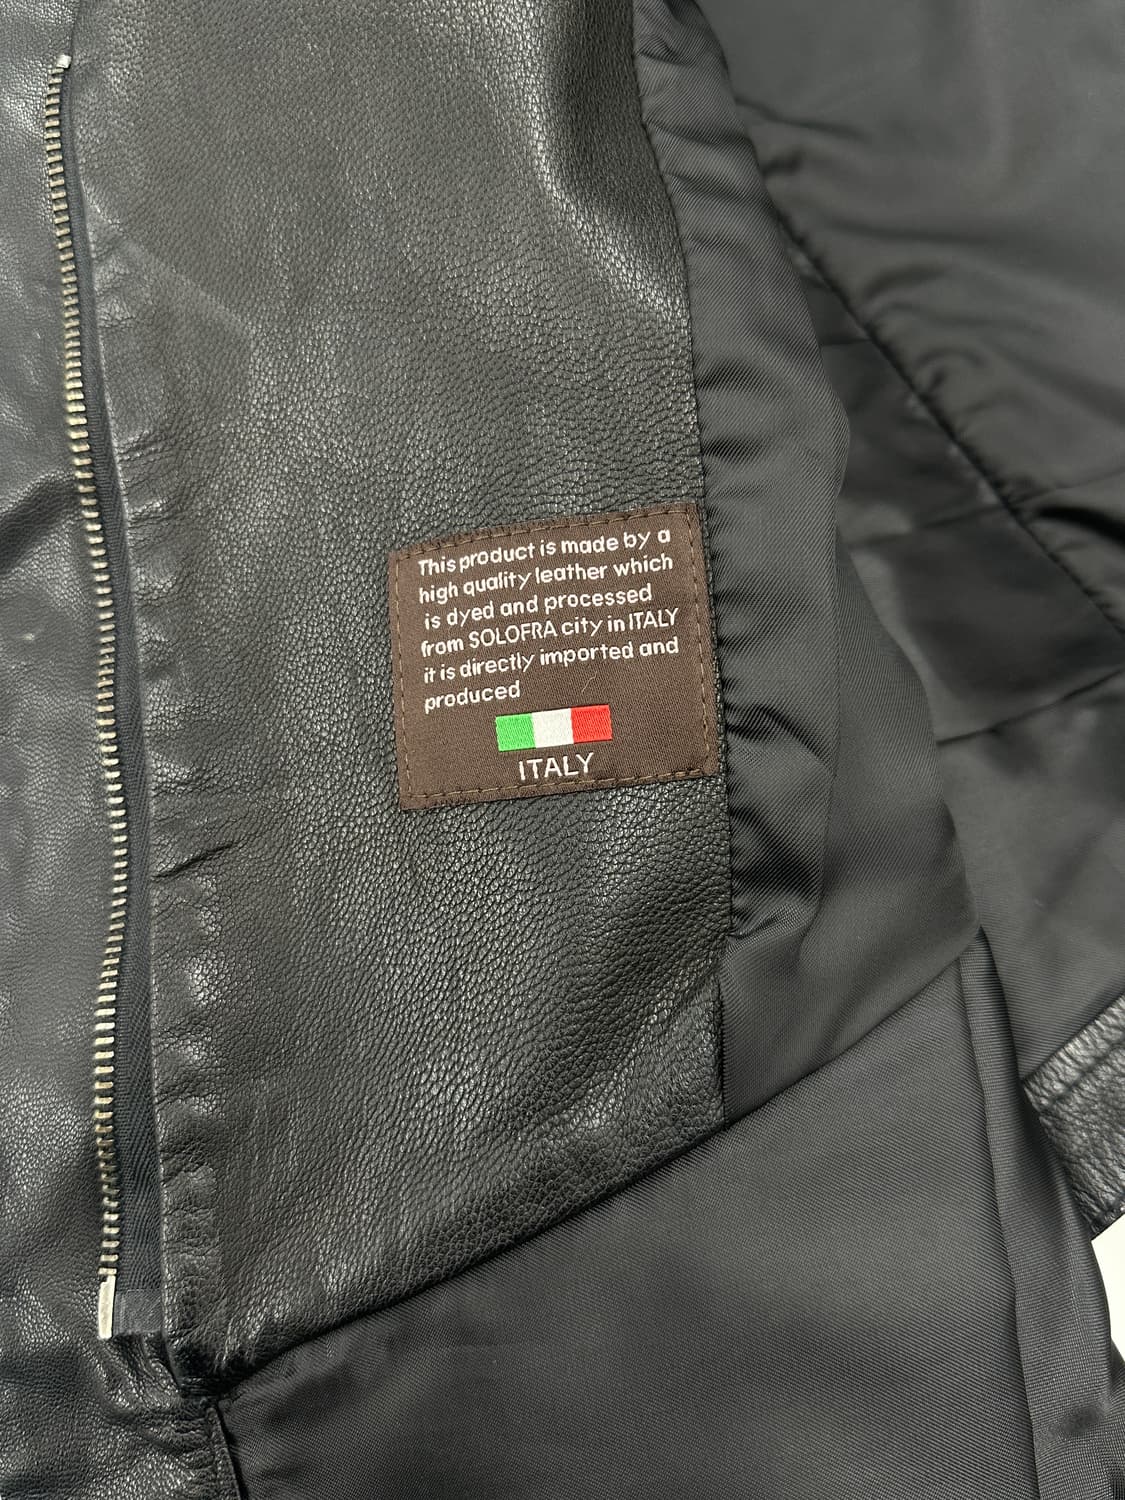 This product is made by a
high quality leather which
is dyed and processed
from SOLOFRA city in ITALY
it is directly imported and
produced
ITALY